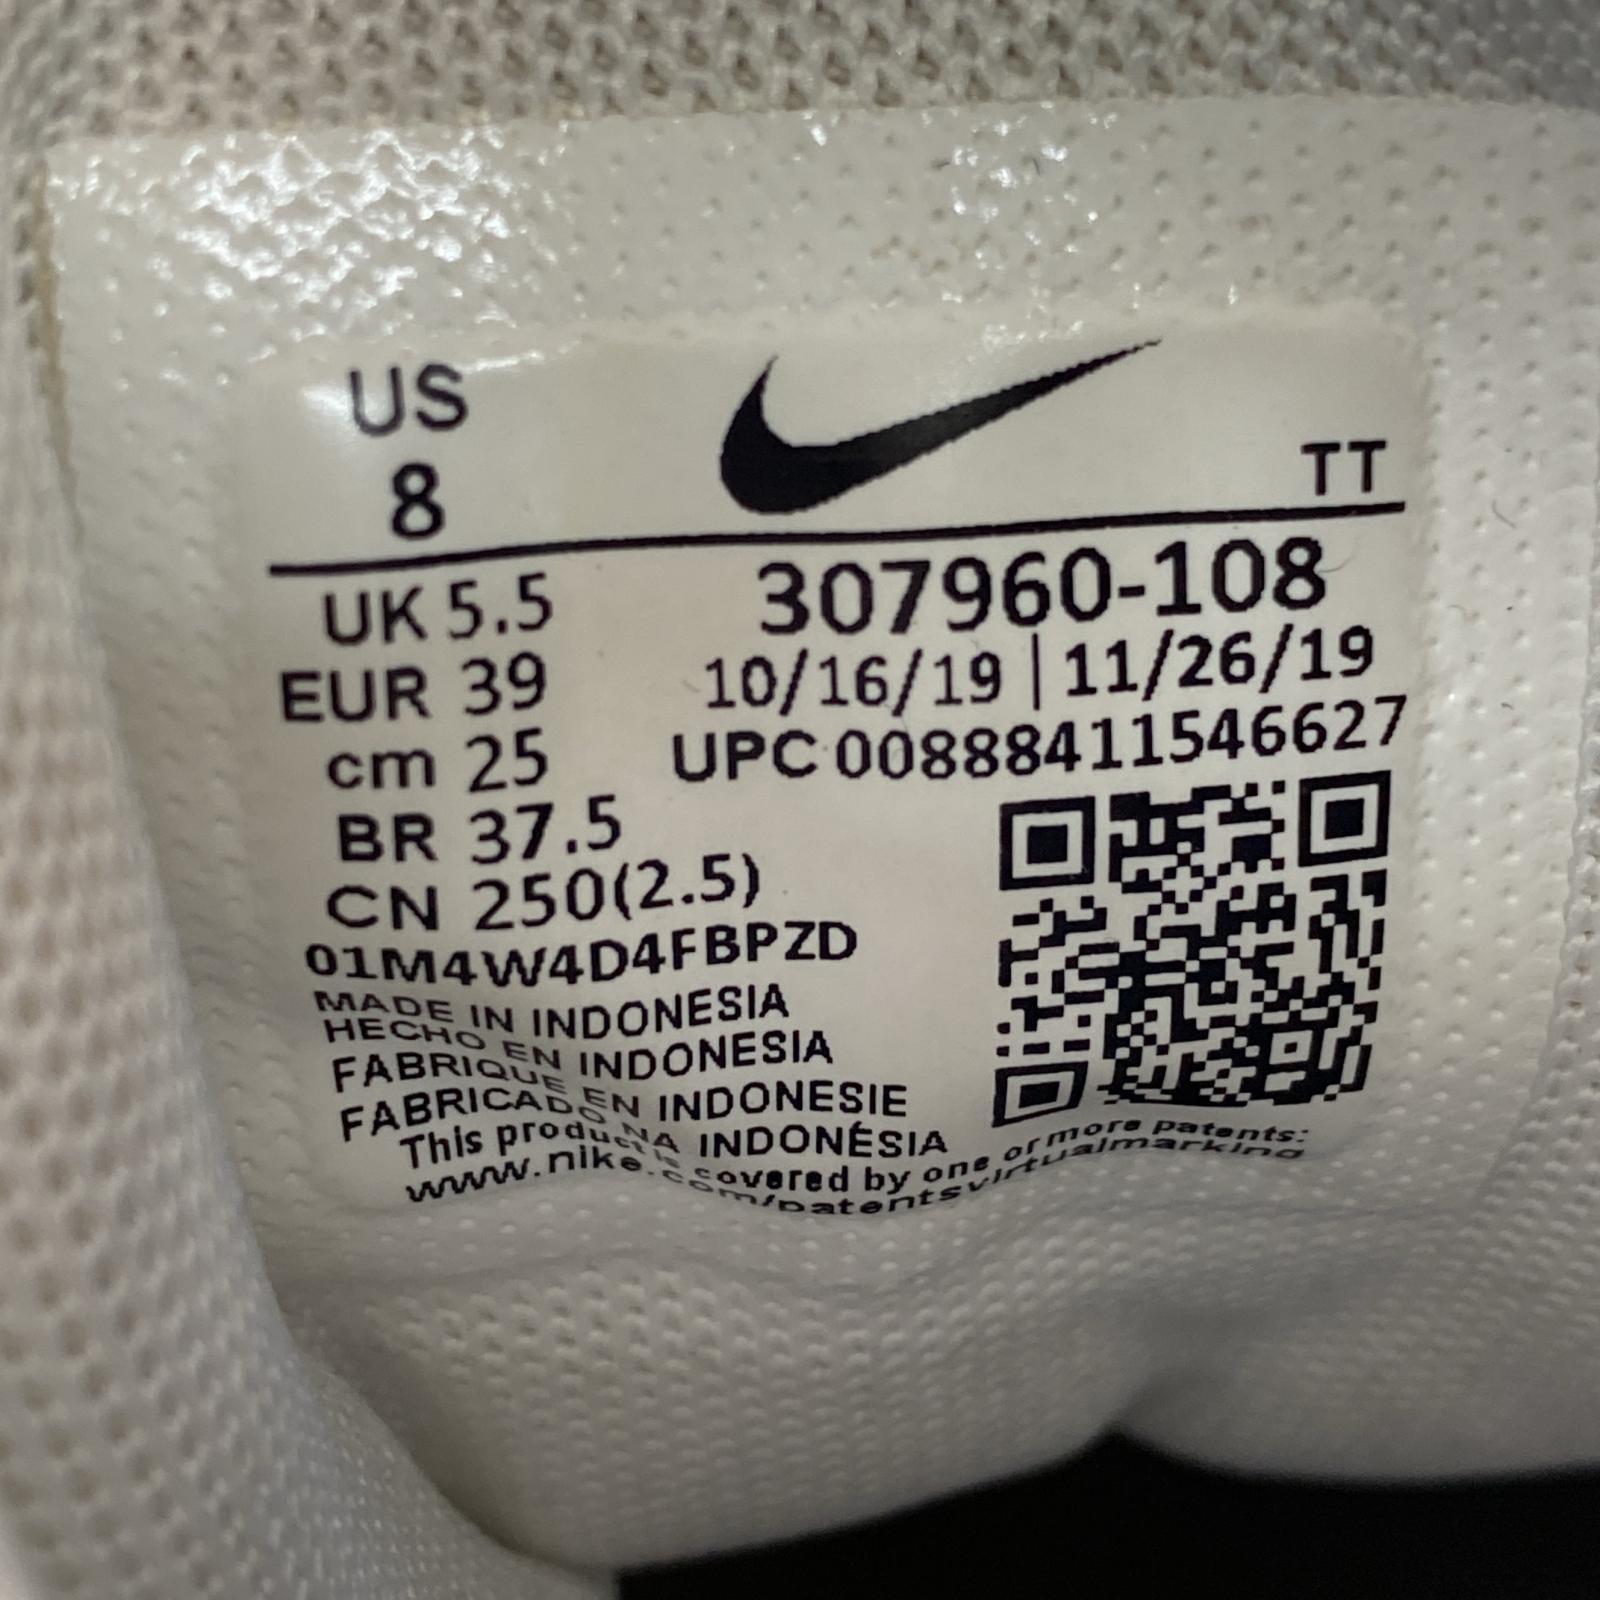 US
8
TT
UK 5.5
EUR 39
cm 25
BR 37.5
CN 250(2.5)
307960-108
10/16/19 | 11/26/19
UPC 00888411546627
01M4W4D4FBPZD
MADE IN INDONESIA
HECHO EN INDONESIA
FABRIQUE EN INDONESIE
FABRICADO NA INDONÉSIA
This product is covered by one or more patents:
www.nike.com/patentsvirtualmarking